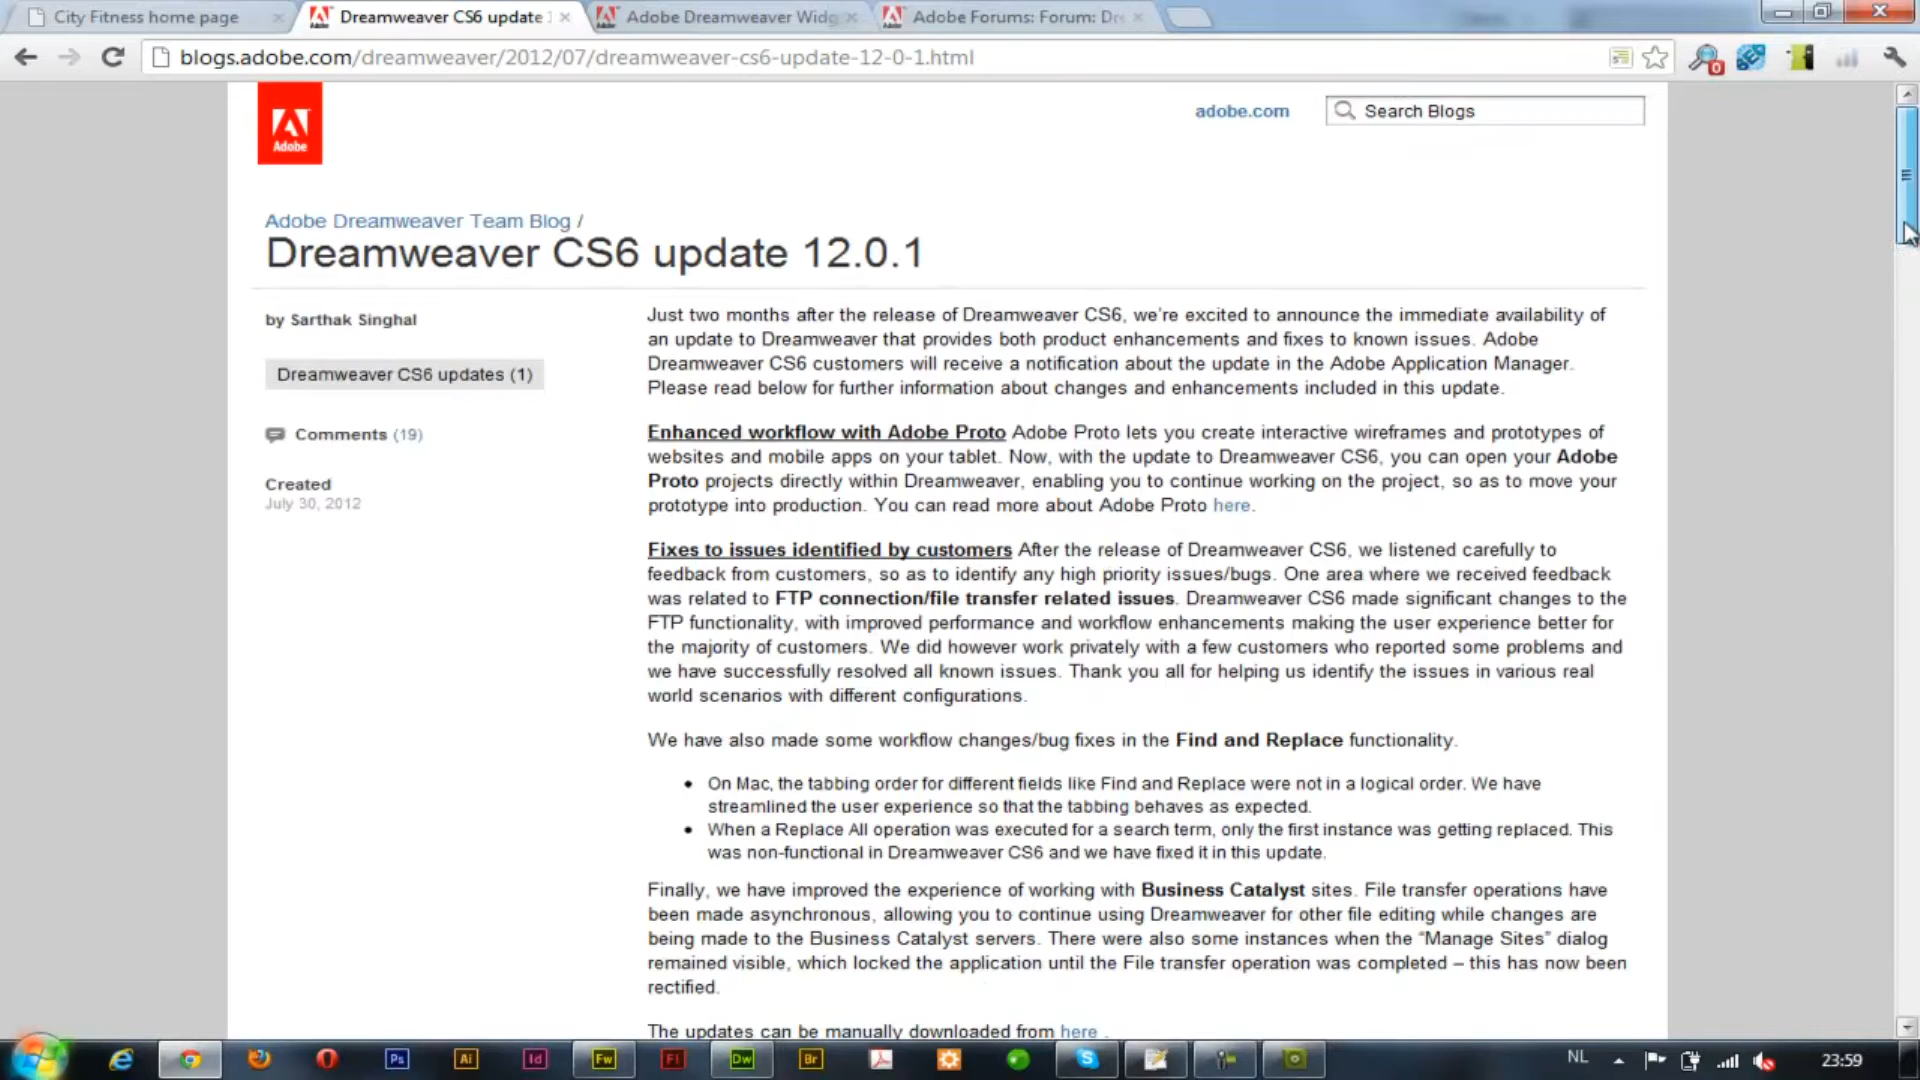 City Fitness home page
Dreamweaver CS6 update 1
Adobe Dreamweaver Widg
Adobe Forums: Forum: Dre
blogs.adobe.com/dreamweaver/2012/07/dreamweaver-cs6-update-12-0-1.html
0
Adobe
adobe.com
Search Blogs
Adobe Dreamweaver Team Blog /
Dreamweaver CS6 update 12.0.1
by Sarthak Singhal
Dreamweaver CS6 updates (1)
Comments (19)
Created
July 30, 2012
Just two months after the release of Dreamweaver CS6, we're excited to announce the immediate availability of
an update to Dreamweaver that provides both product enhancements and fixes to known issues. Adobe
Dreamweaver CS6 customers will receive a notification about the update in the Adobe Application Manager.
Please read below for further information about changes and enhancements included in this update.
Enhanced workflow with Adobe Proto Adobe Proto lets you create interactive wireframes and prototypes of
websites and mobile apps on your tablet. Now, with the update to Dreamweaver CS6, you can open your Adobe
Proto projects directly within Dreamweaver, enabling you to continue working on the project, so as to move your
prototype into production. You can read more about Adobe Proto here.
Fixes to issues identified by customers After the release of Dreamweaver CS6, we listened carefully to
feedback from customers, so as to identify any high priority issues/bugs. One area where we received feedback
was related to FTP connection/file transfer related issues. Dreamweaver CS6 made significant changes to the
FTP functionality, with improved performance and workflow enhancements making the user experience better for
the majority of customers. We did however work privately with a few customers who reported some problems and
we have successfully resolved all known issues. Thank you all for helping us identify the issues in various real
world scenarios with different configurations.
We have also made some workflow changes/bug fixes in the Find and Replace functionality.
• On Mac, the tabbing order for different fields like Find and Replace were not in a logical order. We have
streamlined the user experience so that the tabbing behaves as expected.
• When a Replace All operation was executed for a search term, only the first instance was getting replaced. This
was non-functional in Dreamweaver CS6 and we have fixed it in this update.
Finally, we have improved the experience of working with Business Catalyst sites. File transfer operations have
been made asynchronous, allowing you to continue using Dreamweaver for other file editing while changes are
being made to the Business Catalyst servers. There were also some instances when the “Manage Sites” dialog
remained visible, which locked the application until the File transfer operation was completed – this has now been
rectified.
The updates can be manually downloaded from here .
Ps
Ai
Id
Fw
Fl
Dw
Br
NL
23:59